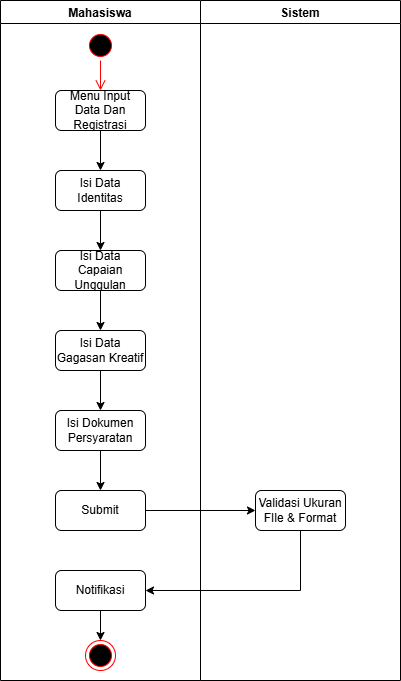 Mahasiswa
Sistem
Menu Input
Data Dan
Registrasi
Isi Data
Identitas
Isi Data
Capaian
Unggulan
Isi Data
Gagasan Kreatif
Isi Dokumen
Persyaratan
Submit
Validasi Ukuran
FIle & Format
Notifikasi